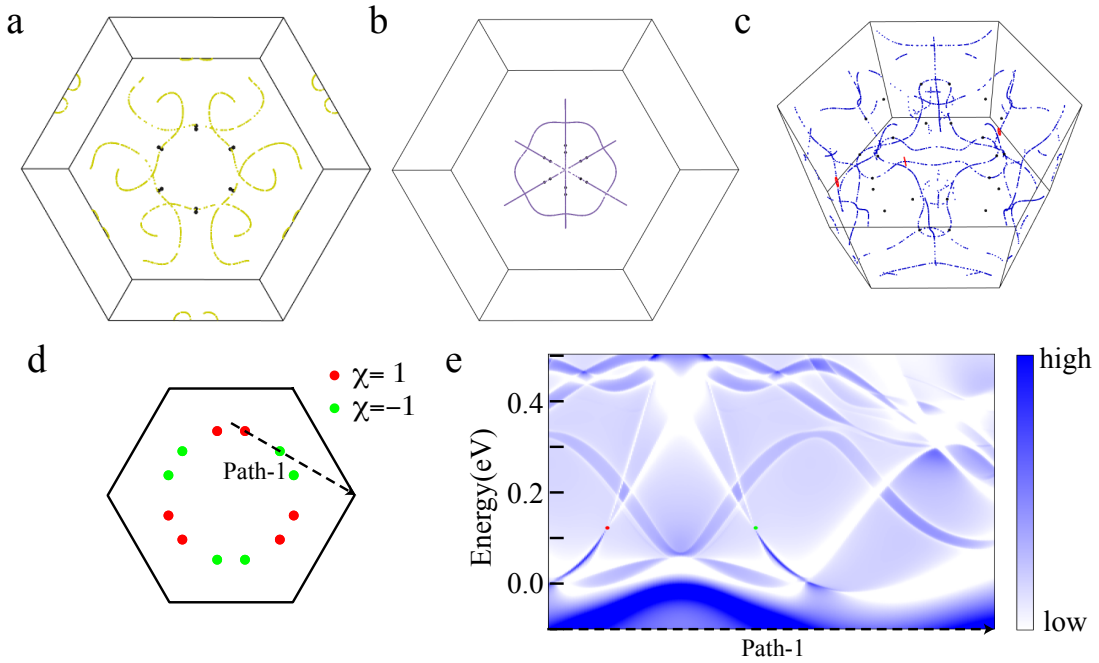 a
b
c
d
χ= 1
χ=−1
Path-1
e
Energy(eV)
0.4
0.2
0.0
Path-1
high
low